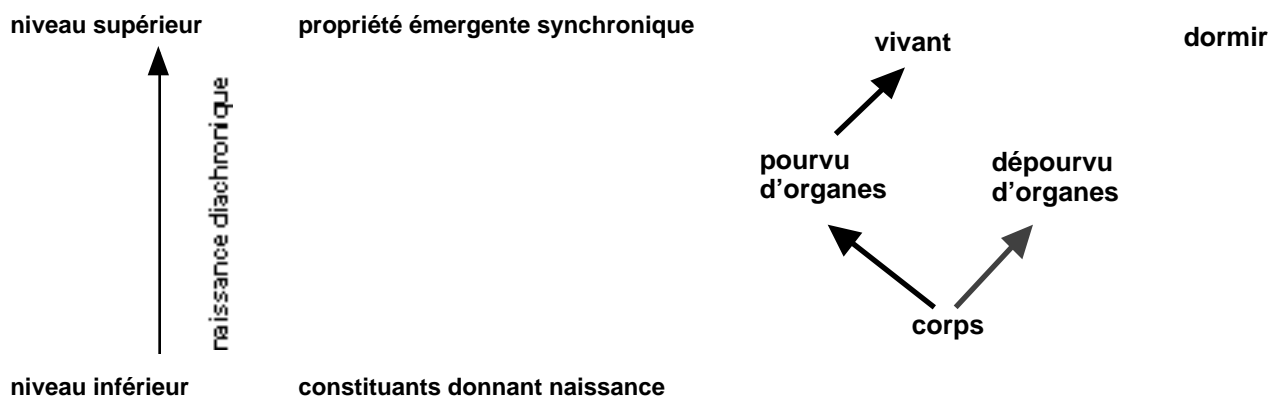 niveau supérieur
propriété émergente synchronique
vivant
dormir
naissance diachronique
pourvu
d’organes
dépourvu
d’organes
corps
niveau inférieur
constituants donnant naissance